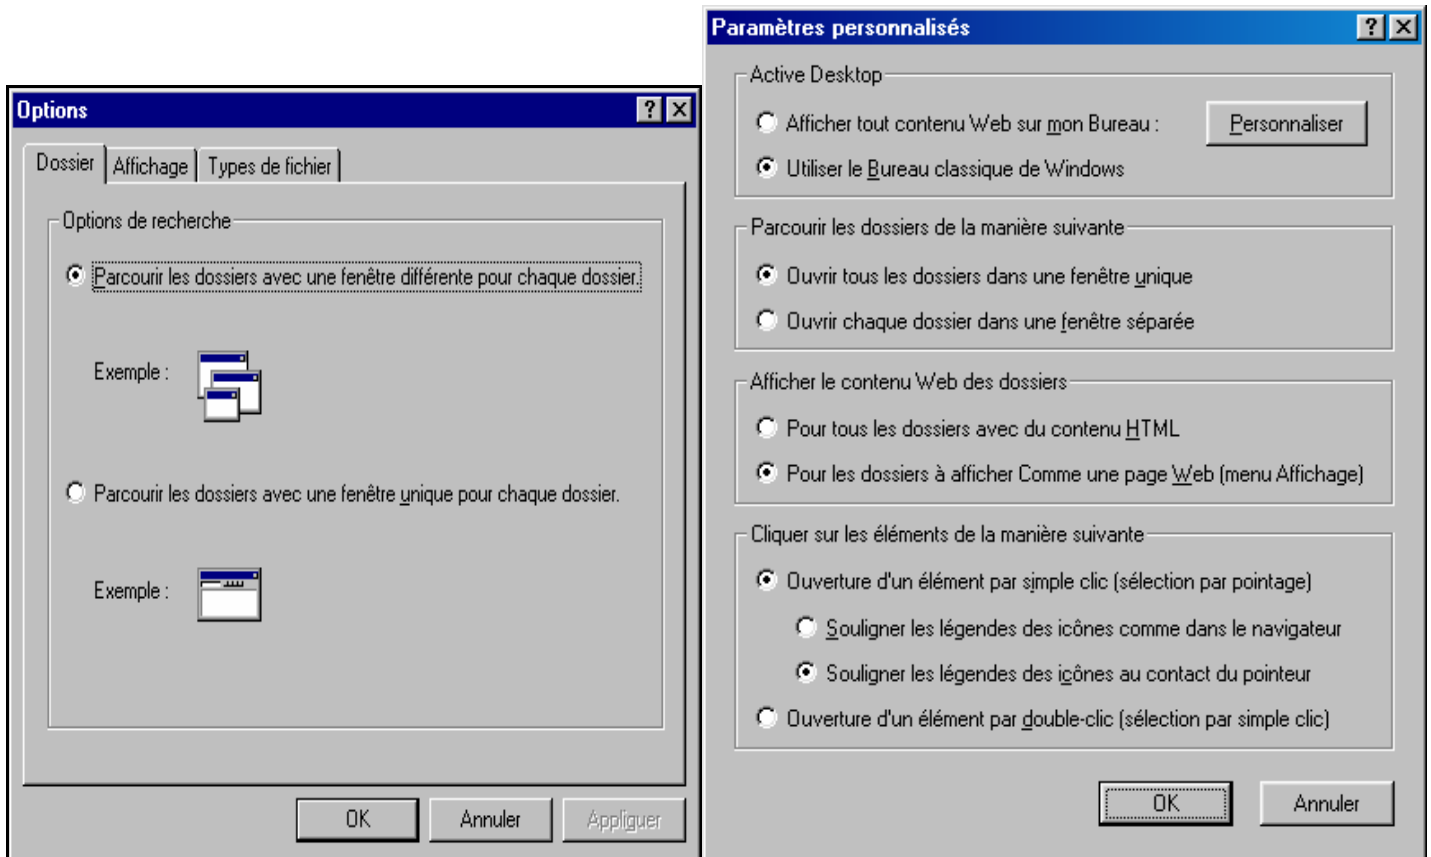 Options
Dossier
Affichage
Types de fichier
Options de recherche
Parcourir les dossiers avec une fenêtre différente pour chaque dossier.
Exemple :
Parcourir les dossiers avec une fenêtre unique pour chaque dossier.
Exemple :
OK
Annuler
Appliquer
Paramètres personnalisés
Active Desktop
Afficher tout contenu Web sur mon Bureau :
Personnaliser
Utiliser le Bureau classique de Windows
Parcourir les dossiers de la manière suivante
Ouvrir tous les dossiers dans une fenêtre unique
Ouvrir chaque dossier dans une fenêtre séparée
Afficher le contenu Web des dossiers
Pour tous les dossiers avec du contenu HTML
Pour les dossiers à afficher Comme une page Web (menu Affichage)
Cliquer sur les éléments de la manière suivante
Ouverture d'un élément par simple clic (sélection par pointage)
Souligner les légendes des icônes comme dans le navigateur
Souligner les légendes des icônes au contact du pointeur
Ouverture d'un élément par double-clic (sélection par simple clic)
OK
Annuler